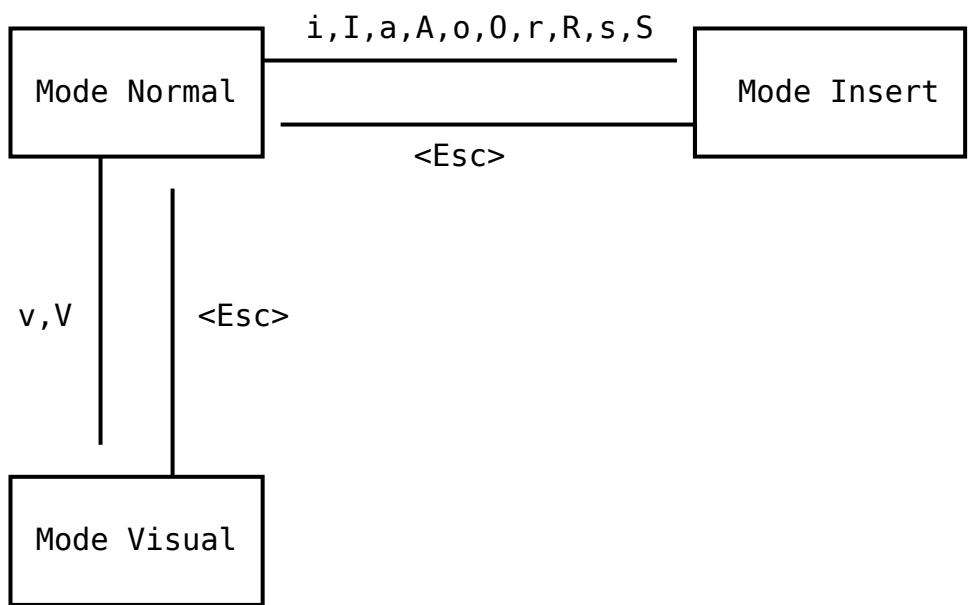 i,I,a,A,o,O,r,R,s,S
Mode Normal
Mode Insert
<Esc>
v,V
<Esc>
Mode Visual